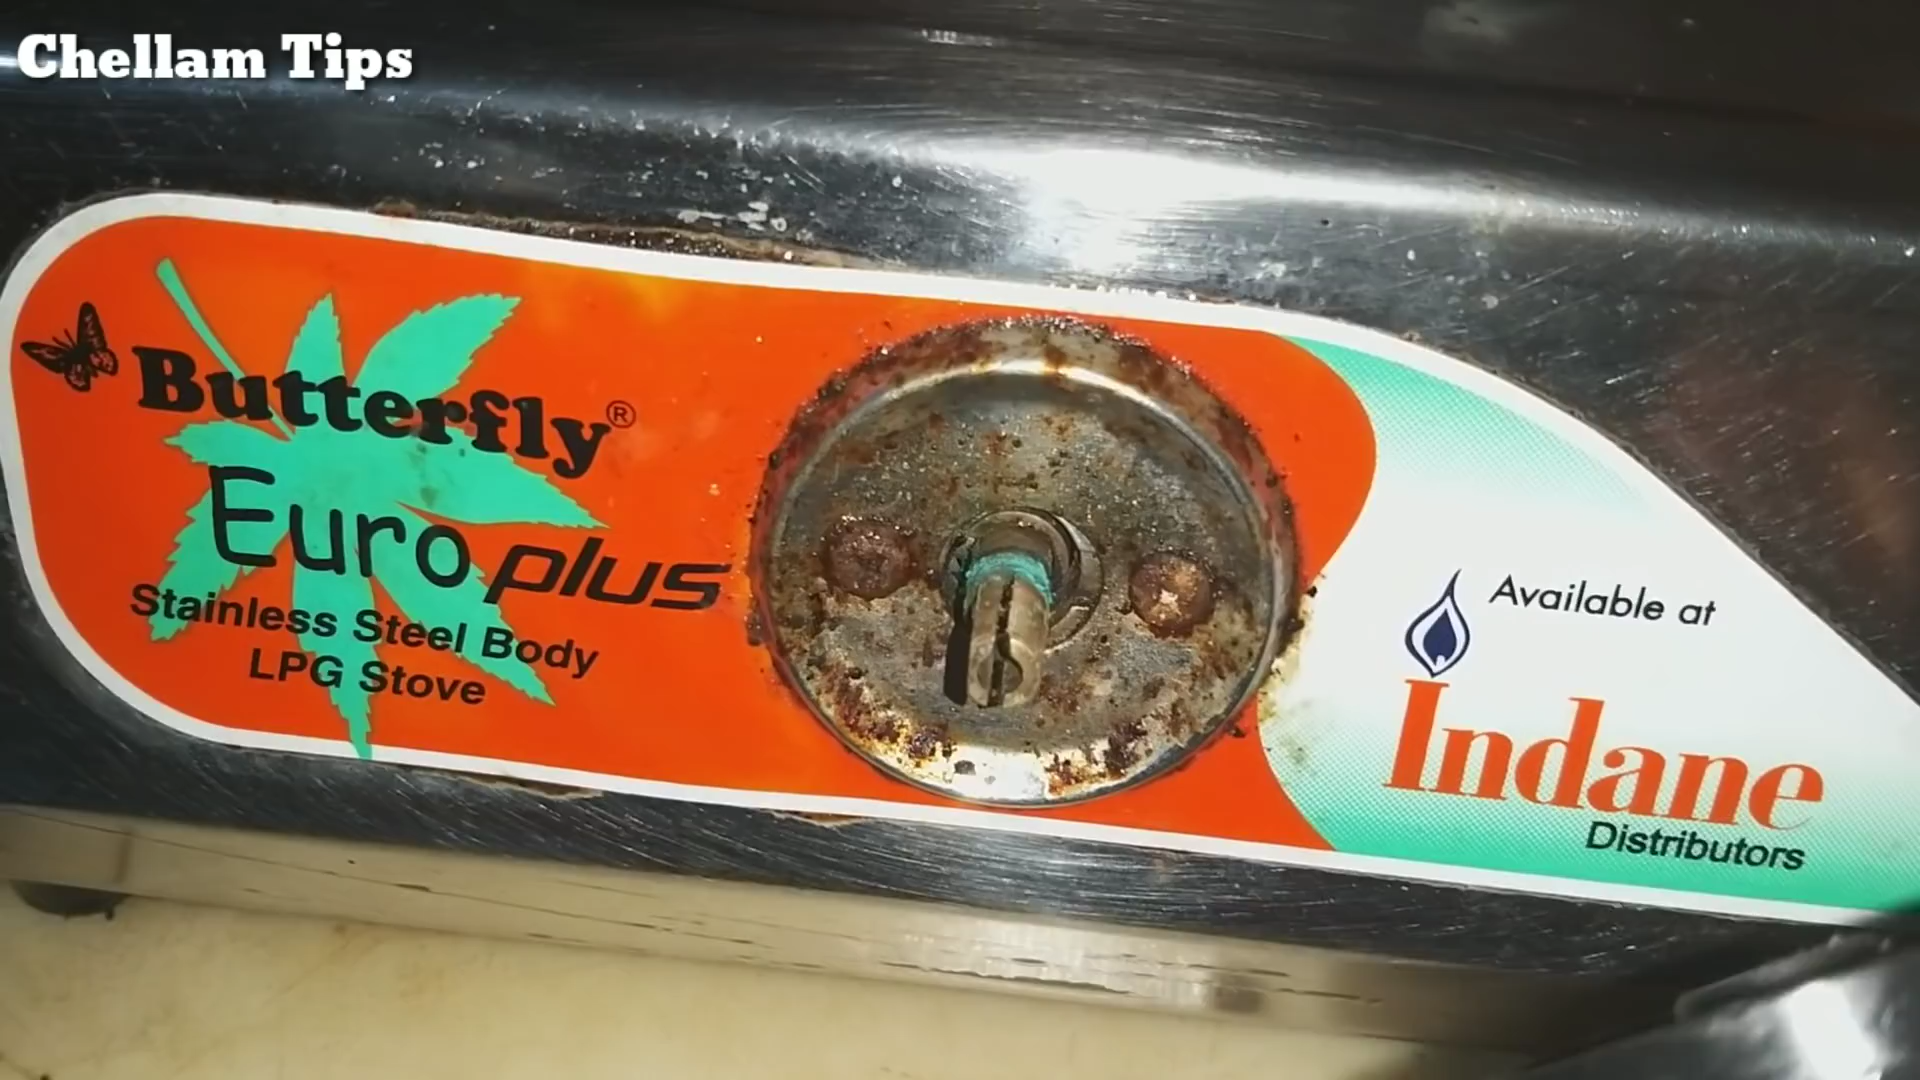 Chellam Tips
Butterfly®
Euro plus
Stainless Steel Body
LPG Stove
Available at
Indane
Distributors